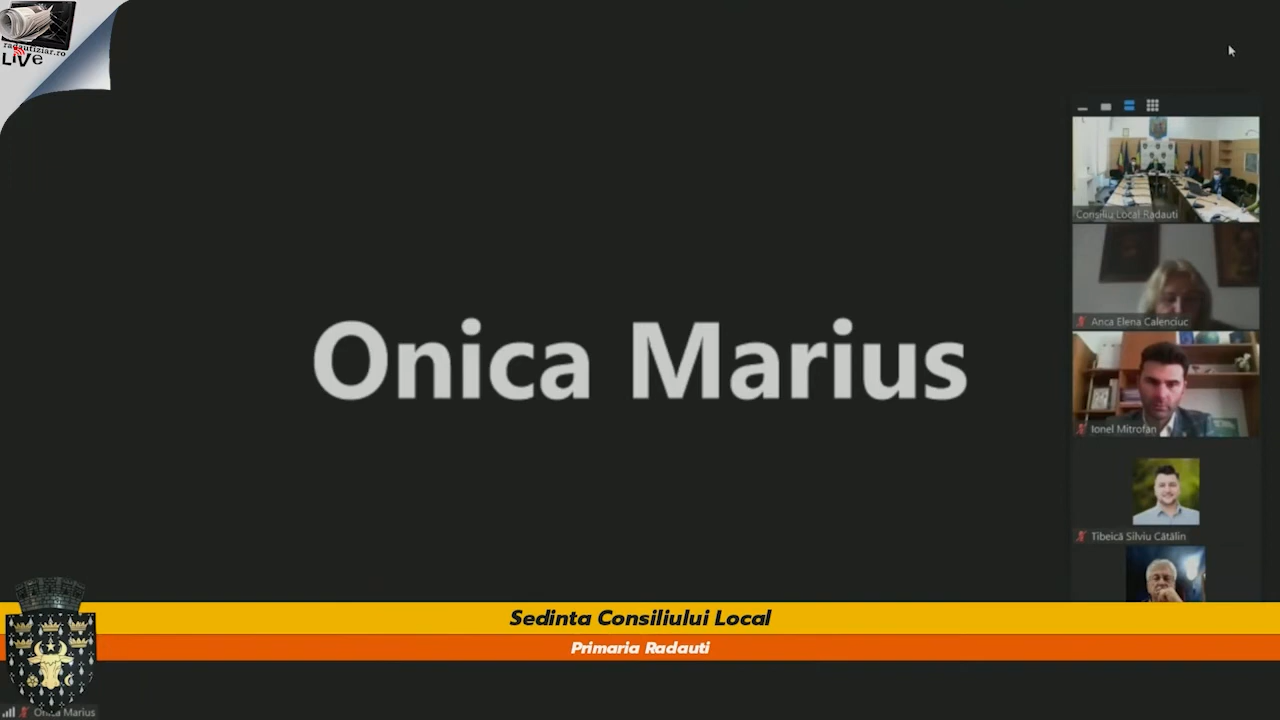 radautiziar.ro
LIVe
Onica Marius
Consiliu Local Radauti
Anca Elena Calenciuc
Ionel Mitrofan
Tibeică Silviu Cătălin
Sedinta Consiliului Local
Primaria Radauti
Onica Marius